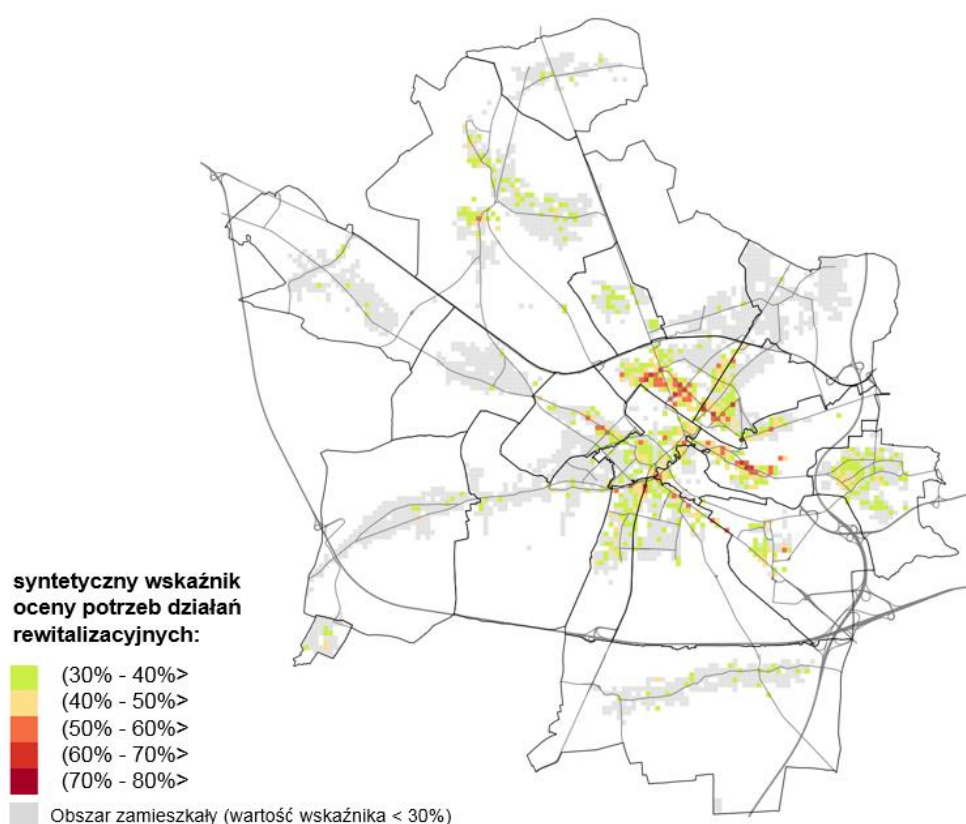 syntetyczny wskaźnik
oceny potrzeb działań
rewitalizacyjnych:
(30% - 40%>
(40% - 50%>
(50% - 60%>
(60% - 70%>
(70% - 80%>
Obszar zamieszkały (wartość wskaźnika < 30%)